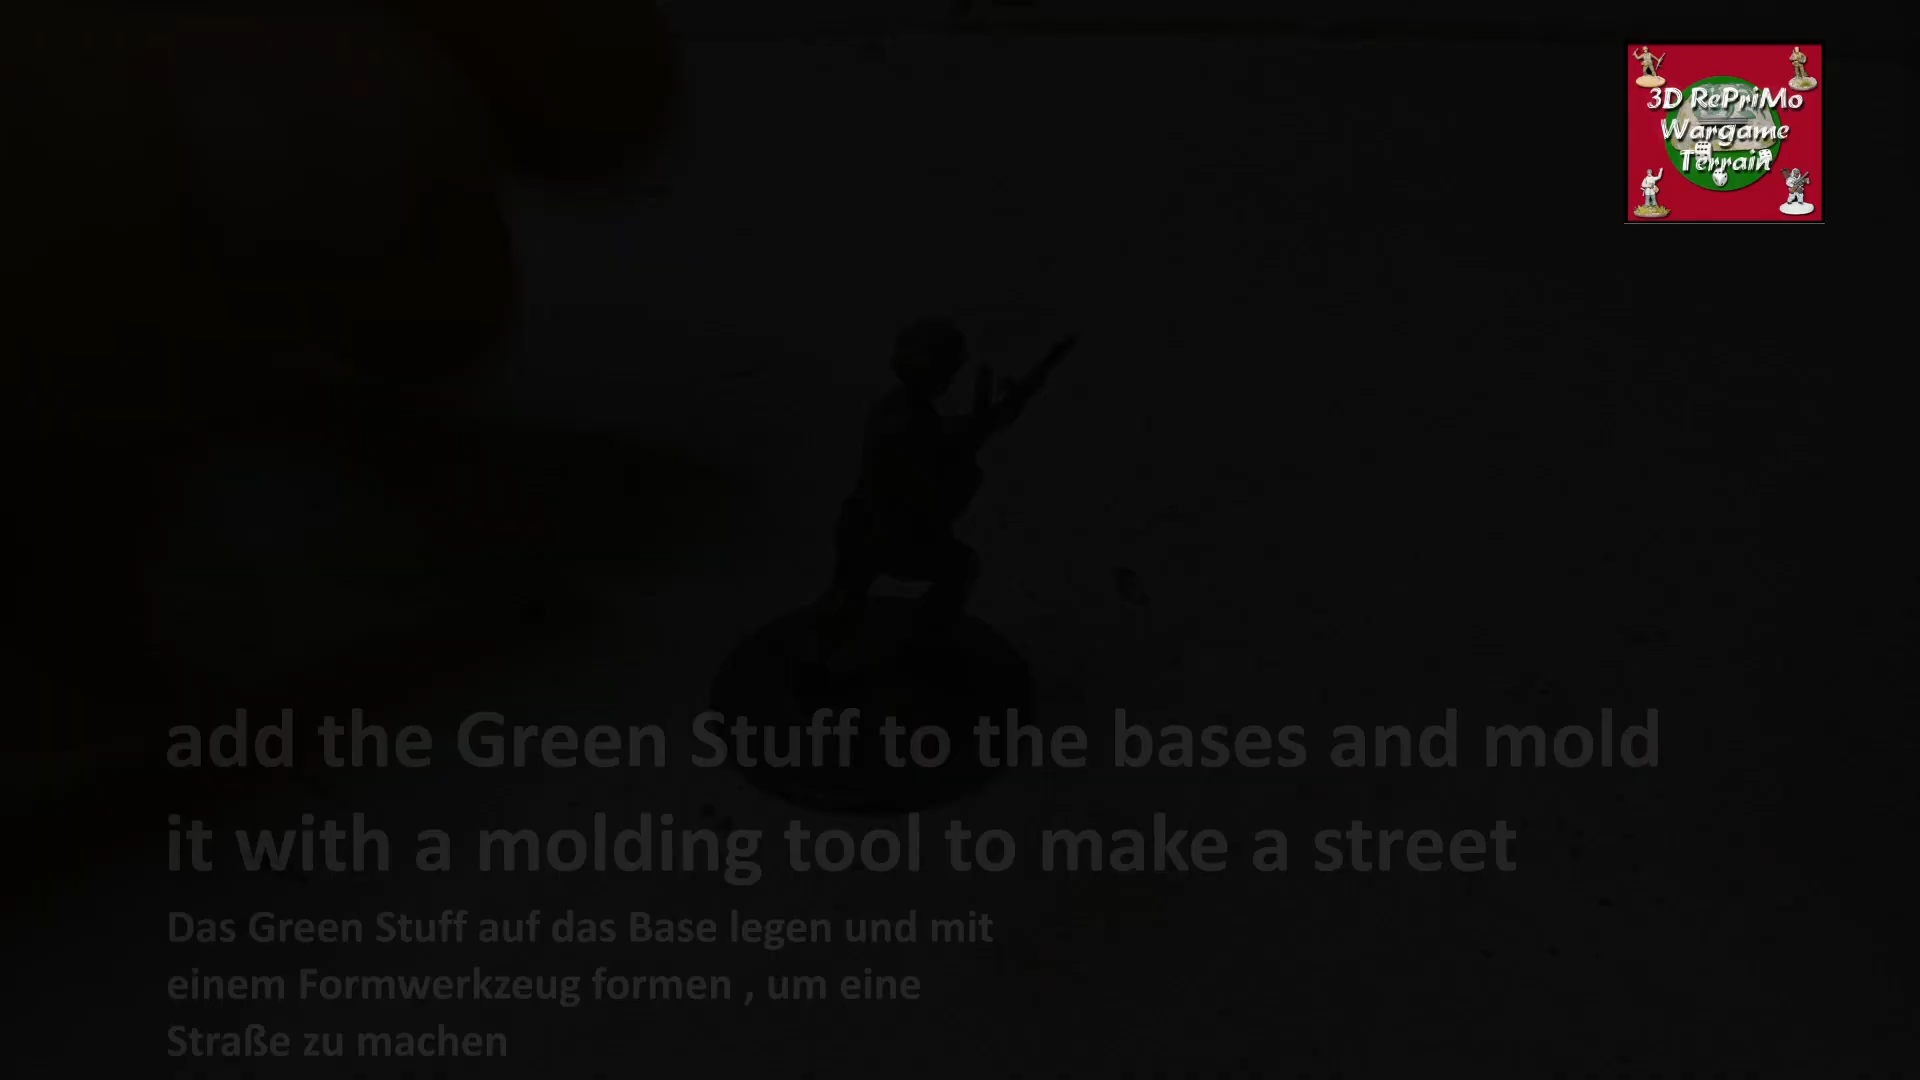 3D RePriMo
Wargame
Terrain
add the Green Stuff to the bases and mold
it with a molding tool to make a street
Das Green Stuff auf das Base legen und mit
einem Formwerkzeug formen , um eine
Straße zu machen